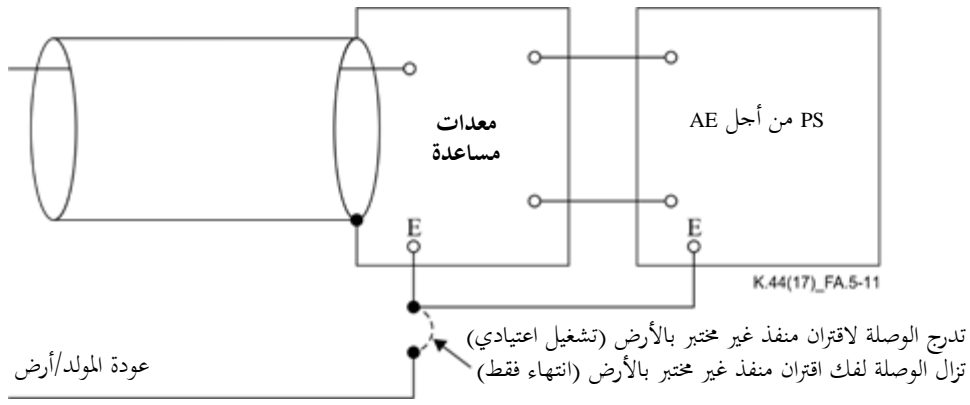 معدات
مساعدة
PS من أجل AE
E
E
K.44(17)_FA.5-11
تدرج الوصلة لاقتران منفذ غير مختبر بالأرض (تشغيل اعتيادي)
تزال الوصلة لفك اقتران منفذ غير مختبر بالأرض (انتهاء فقط)
عودة المولد/أرض